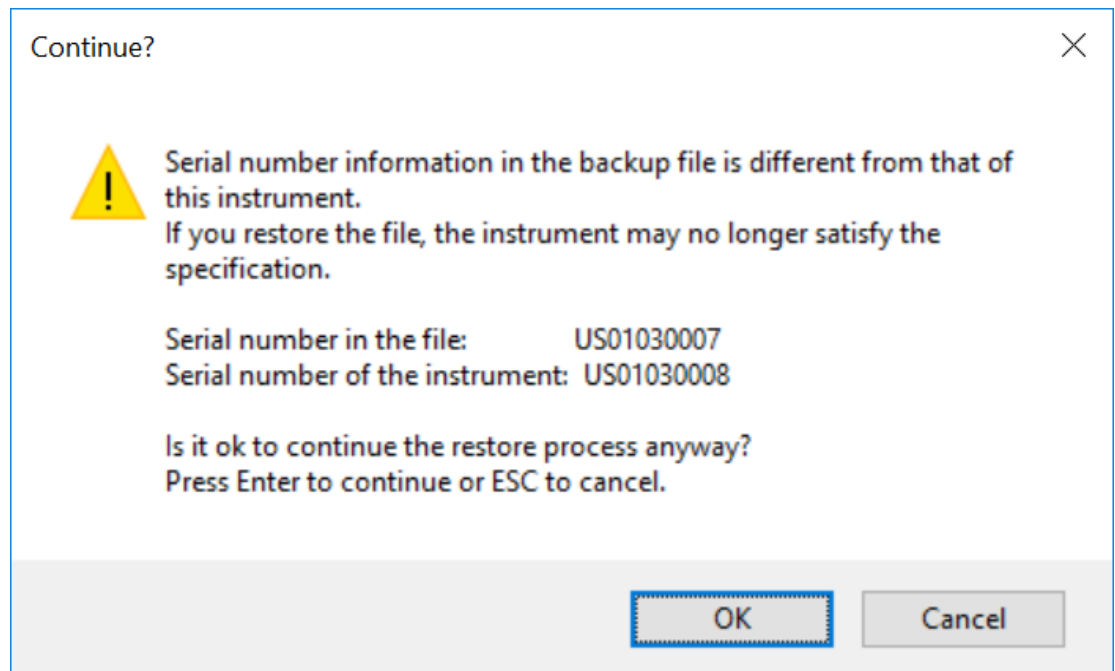 Continue?
Serial number information in the backup file is different from that of
this instrument.
If you restore the file, the instrument may no longer satisfy the
specification.
Serial number in the file: US01030007
Serial number of the instrument: US01030008
Is it ok to continue the restore process anyway?
Press Enter to continue or ESC to cancel.
OK Cancel